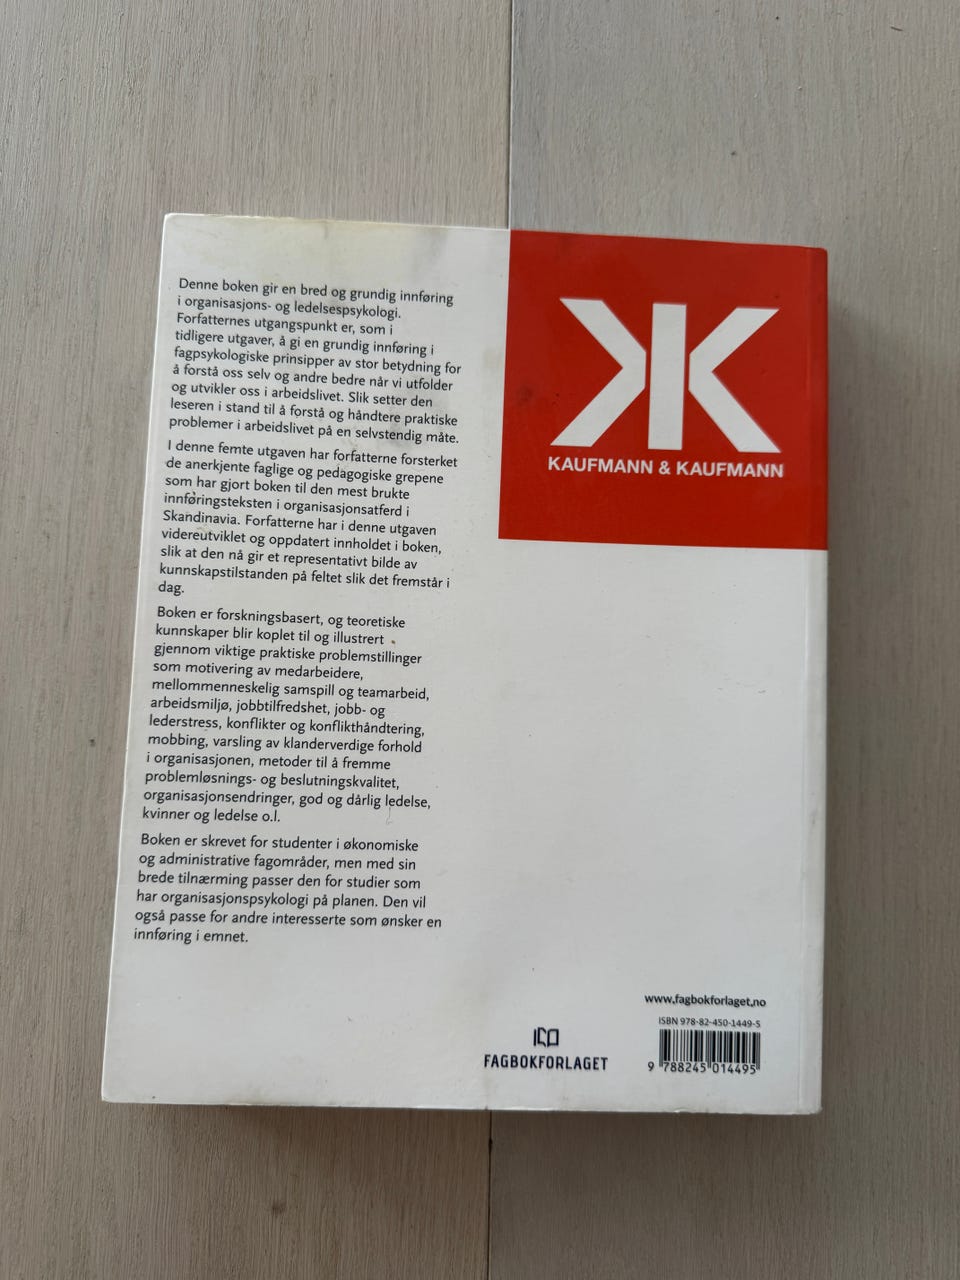 Denne boken gir en bred og grundig innføring
i organisasjons- og ledelsespsykologi.
Forfatternes utgangspunkt er, som i
tidligere utgaver, å gi en grundig innføring i
fagpsykologiske prinsipper av stor betydning for
å forstå oss selv og andre bedre når vi utfolder
og utvikler oss i arbeidslivet. Slik setter den
leseren i stand til å forstå og håndtere praktiske
problemer i arbeidslivet på en selvstendig måte.
I denne femte utgaven har forfatterne forsterket
de anerkjente faglige og pedagogiske grepene
som har gjort boken til den mest brukte
innføringsteksten i organisasjonsatferd i
Skandinavia. Forfatterne har i denne utgaven
videreutviklet og oppdatert innholdet i boken,
slik at den nå gir et representativt bilde av
kunnskapstilstanden på feltet slik det fremstår i
dag.
Boken er forskningsbasert, og teoretiske
kunnskaper blir koplet til og illustrert
gjennom viktige praktiske problemstillinger
som motivering av medarbeidere,
mellommenneskelig samspill og teamarbeid,
arbeidsmiljø, jobbtilfredshet, jobb- og
lederstress, konflikter og konflikthåndtering,
mobbing, varsling av klanderverdige forhold
i organisasjonen, metoder til å fremme
problemløsnings- og beslutningskvalitet,
organisasjonsendringer, god og dårlig ledelse,
kvinner og ledelse o.l.
Boken er skrevet for studenter i økonomiske
og administrative fagområder, men med sin
brede tilnærming passer den for studier som
har organisasjonspsykologi på planen. Den vil
også passe for andre interesserte som ønsker en
innføring i emnet.
KAUFMANN & KAUFMANN
www.fagbokforlaget.no
ISBN 978-82-450-1449-5
9 788245 014495
FAGBOKFORLAGET